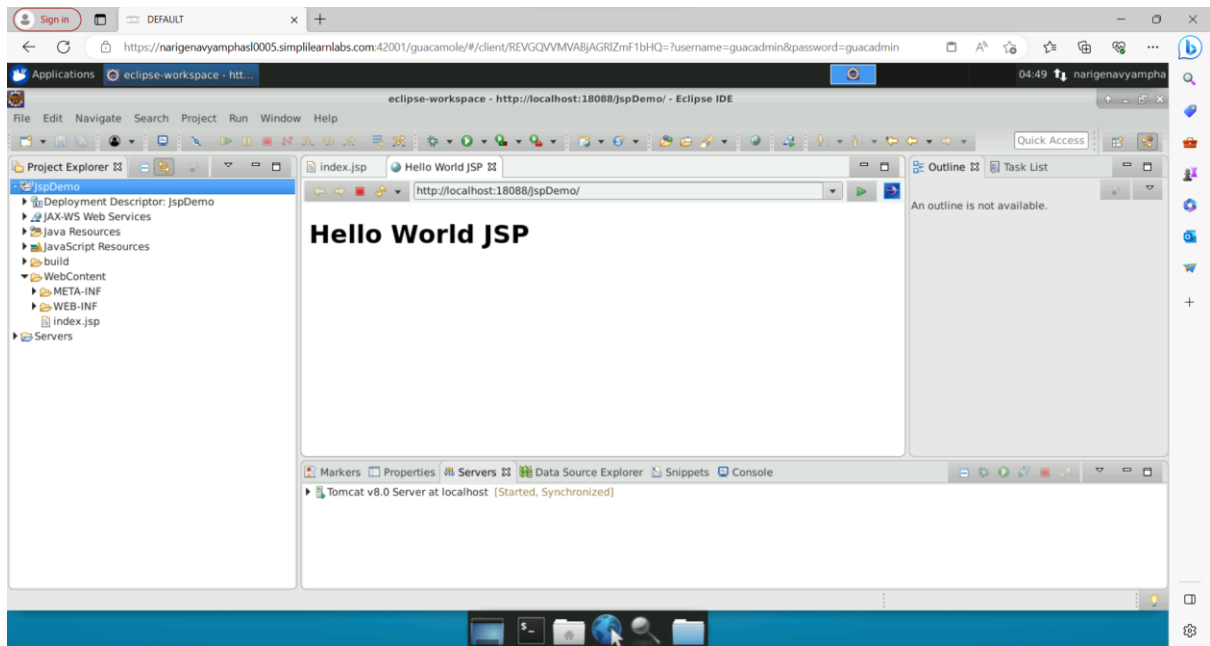 Sign in
DEFAULT
https://narigenavyamphasl0005.simplilearnlabs.com:42001/guacamole/#/client/REVGQVVMVABjAGRlZmF1bHQ=?username=guacadmin&password=guacadmin
Applications
eclipse-workspace - htt...
04:49
narigenavyampha
eclipse-workspace - http://localhost:18088/JspDemo/ - Eclipse IDE
File Edit Navigate Search Project Run Window Help
Quick Access
Project Explorer
index.jsp
Hello World JSP
Outline
Task List
JspDemo
http://localhost:18088/JspDemo/
Deployment Descriptor: JspDemo
An outline is not available.
JAX-WS Web Services
Java Resources
Hello World JSP
JavaScript Resources
build
WebContent
META-INF
WEB-INF
index.jsp
Servers
Markers
Properties
Servers
Data Source Explorer
Snippets
Console
Tomcat v8.0 Server at localhost [Started, Synchronized]